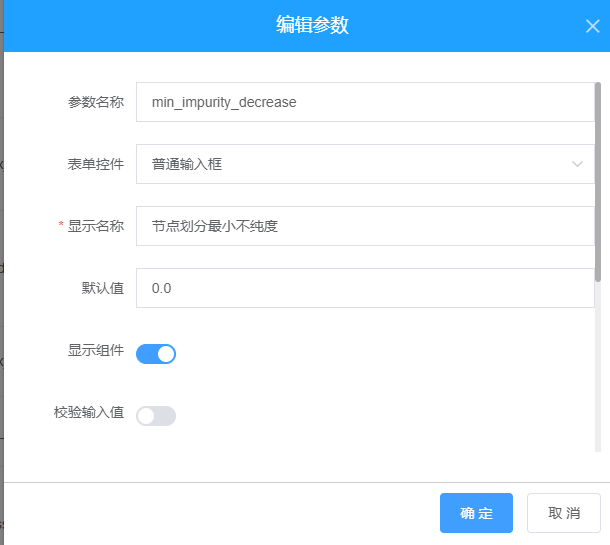 编辑参数
参数名称 min_impurity_decrease
表单控件 普通输入框
* 显示名称 节点划分最小不纯度
默认值 0.0
显示组件
校验输入值
确 定 取 消